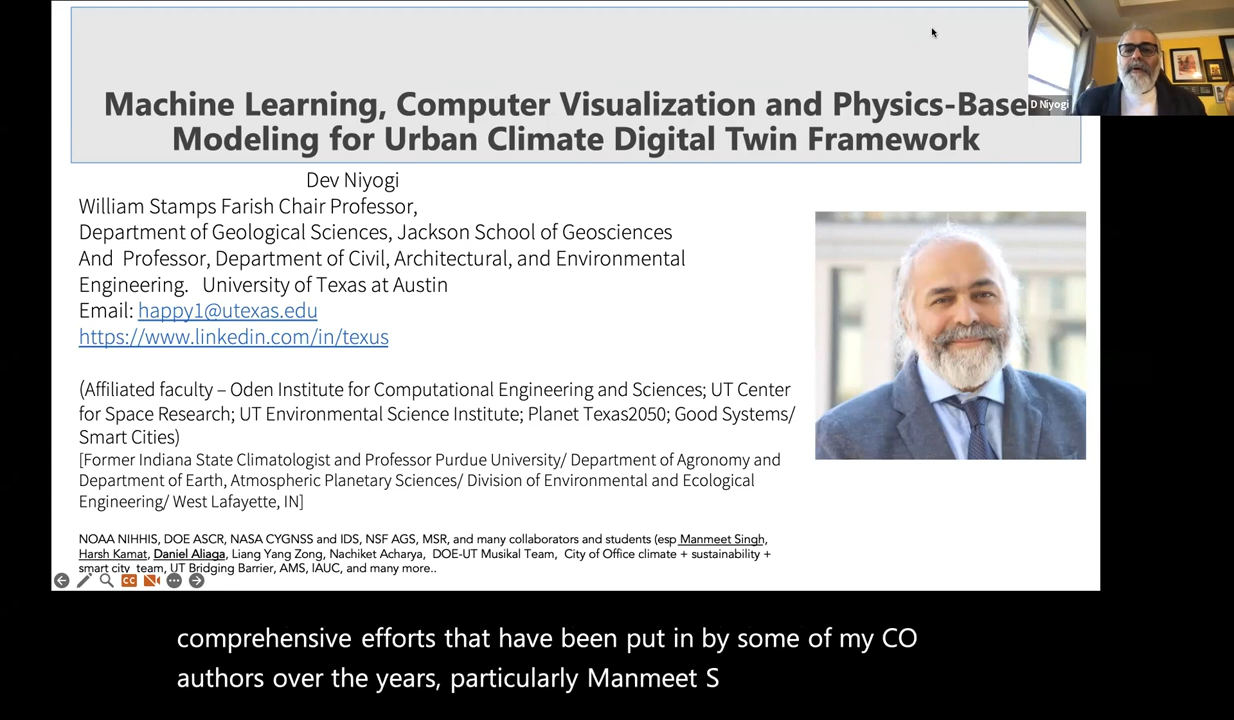 Machine Learning, Computer Visualization and Physics-Base
Modeling for Urban Climate Digital Twin Framework
D Niyogi
Dev Niyogi
William Stamps Farish Chair Professor,
Department of Geological Sciences, Jackson School of Geosciences
And Professor, Department of Civil, Architectural, and Environmental
Engineering. University of Texas at Austin
Email: happy1@utexas.edu
https://www.linkedin.com/in/texus
(Affiliated faculty – Oden Institute for Computational Engineering and Sciences; UT Center
for Space Research; UT Environmental Science Institute; Planet Texas2050; Good Systems/
Smart Cities)
[Former Indiana State Climatologist and Professor Purdue University/ Department of Agronomy and
Department of Earth, Atmospheric Planetary Sciences/ Division of Environmental and Ecological
Engineering/ West Lafayette, IN]
NOAA NIHHIS, DOE ASCR, NASA CYGNSS and IDS, NSF AGS, MSR, and many collaborators and students (esp Manmeet Singh,
Harsh Kamat, Daniel Aliaga, Liang Yang Zong, Nachiket Acharya, DOE-UT Musikal Team, City of Office climate + sustainability +
smart city team, UT Bridging Barrier, AMS, IAUC, and many more..
CC
comprehensive efforts that have been put in by some of my CO
authors over the years, particularly Manmeet S